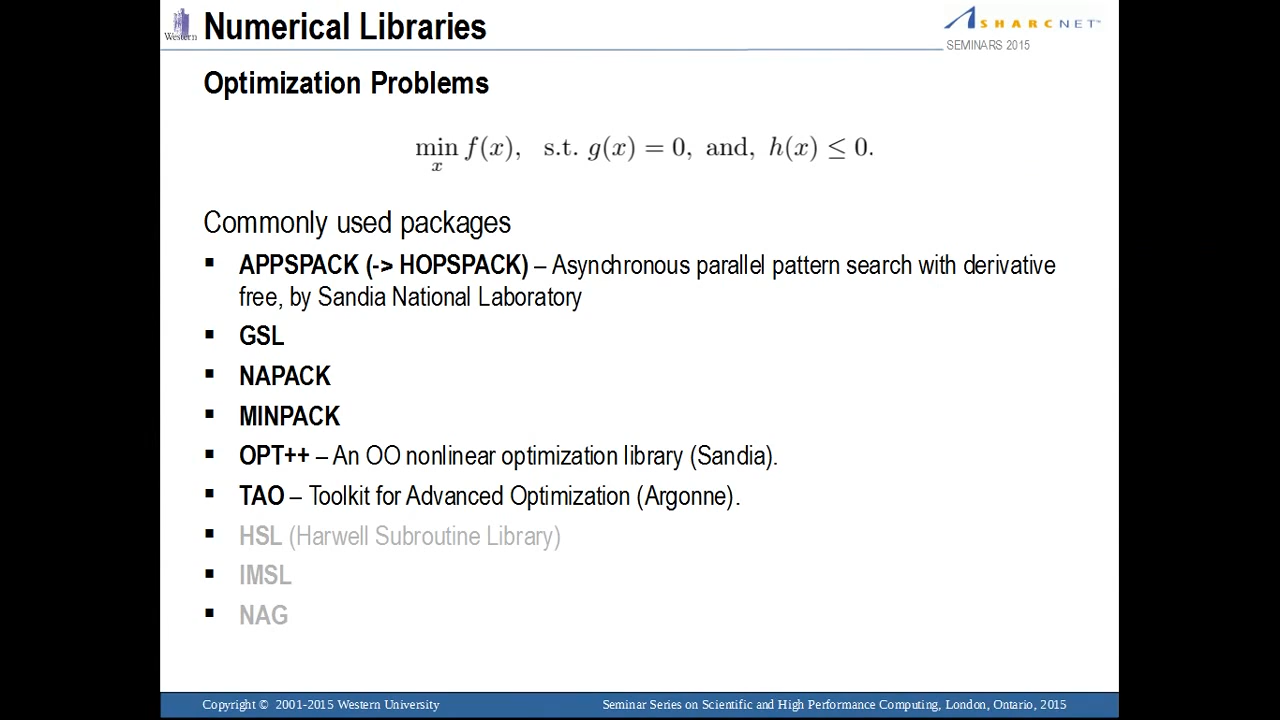 Western
Numerical Libraries
SHARCNET™
SEMINARS 2015
Optimization Problems
min f(x), s.t. g(x) = 0, and, h(x) ≤ 0.
x
Commonly used packages
▪ APPSPACK (-> HOPSPACK) – Asynchronous parallel pattern search with derivative
free, by Sandia National Laboratory
▪ GSL
▪ NAPACK
▪ MINPACK
▪ OPT++ – An OO nonlinear optimization library (Sandia).
▪ TAO – Toolkit for Advanced Optimization (Argonne).
▪ HSL (Harwell Subroutine Library)
▪ IMSL
▪ NAG
Copyright © 2001-2015 Western University
Seminar Series on Scientific and High Performance Computing, London, Ontario, 2015